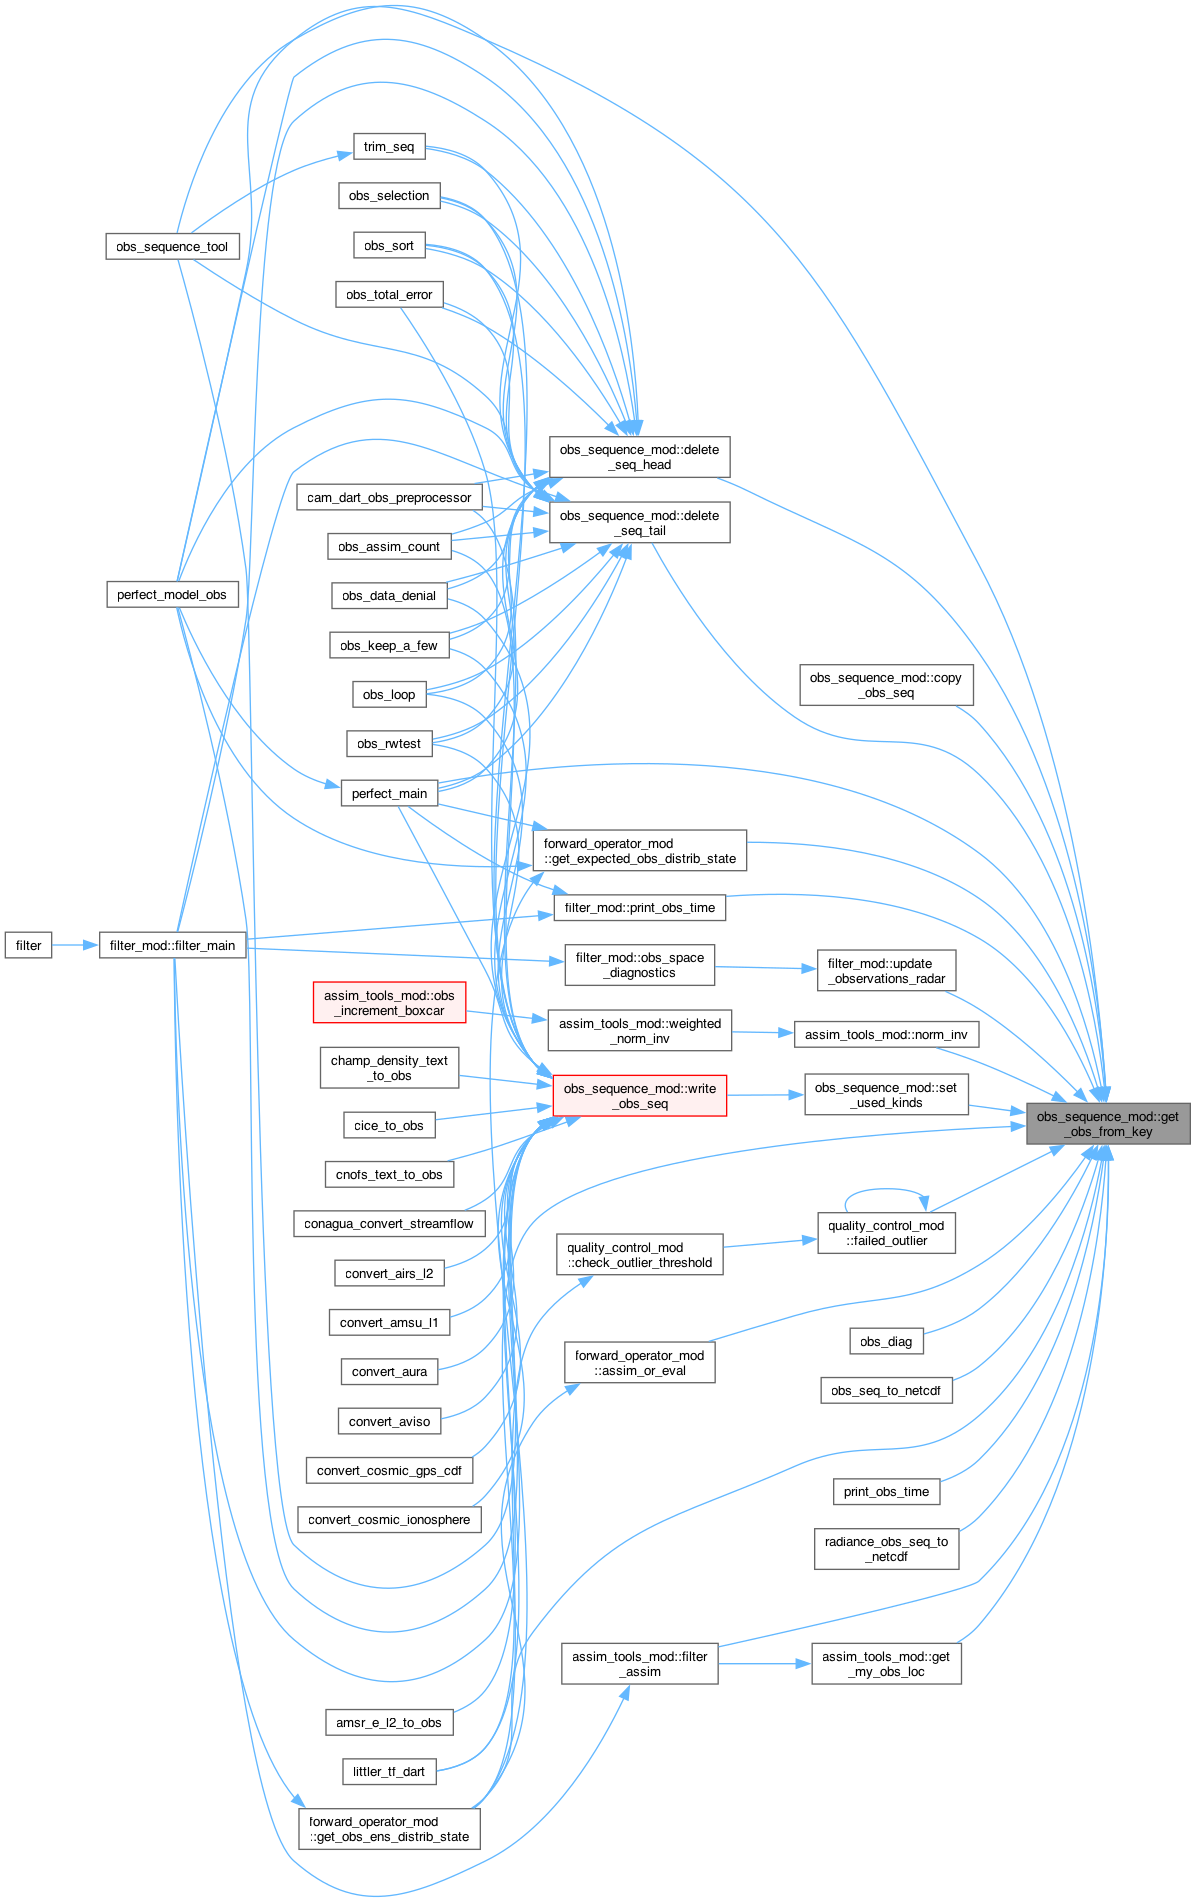 trim_seq
obs_selection
obs_sequence_tool
obs_sort
obs_total_error
obs_sequence_mod::delete
_seq_head
cam_dart_obs_preprocessor
obs_sequence_mod::delete
_seq_tail
obs_assim_count
perfect_model_obs
obs_data_denial
obs_keep_a_few
obs_sequence_mod::copy
_obs_seq
obs_loop
obs_rwtest
perfect_main
forward_operator_mod
::get_expected_obs_distrib_state
filter_mod::print_obs_time
filter
filter_mod::filter_main
filter_mod::obs_space
_diagnostics
filter_mod::update
_observations_radar
assim_tools_mod::obs
_increment_boxcar
assim_tools_mod::weighted
_norm_inv
assim_tools_mod::norm_inv
champ_density_text
_to_obs
obs_sequence_mod::write
_obs_seq
obs_sequence_mod::set
_used_kinds
obs_sequence_mod::get
_obs_from_key
cice_to_obs
cnofs_text_to_obs
conagua_convert_streamflow
quality_control_mod
::failed_outlier
quality_control_mod
::check_outlier_threshold
convert_airs_l2
convert_amsu_l1
obs_diag
forward_operator_mod
::assim_or_eval
convert_aura
obs_seq_to_netcdf
convert_aviso
convert_cosmic_gps_cdf
print_obs_time
convert_cosmic_ionosphere
radiance_obs_seq_to
_netcdf
assim_tools_mod::filter
_assim
assim_tools_mod::get
_my_obs_loc
amsr_e_l2_to_obs
littler_tf_dart
forward_operator_mod
::get_obs_ens_distrib_state